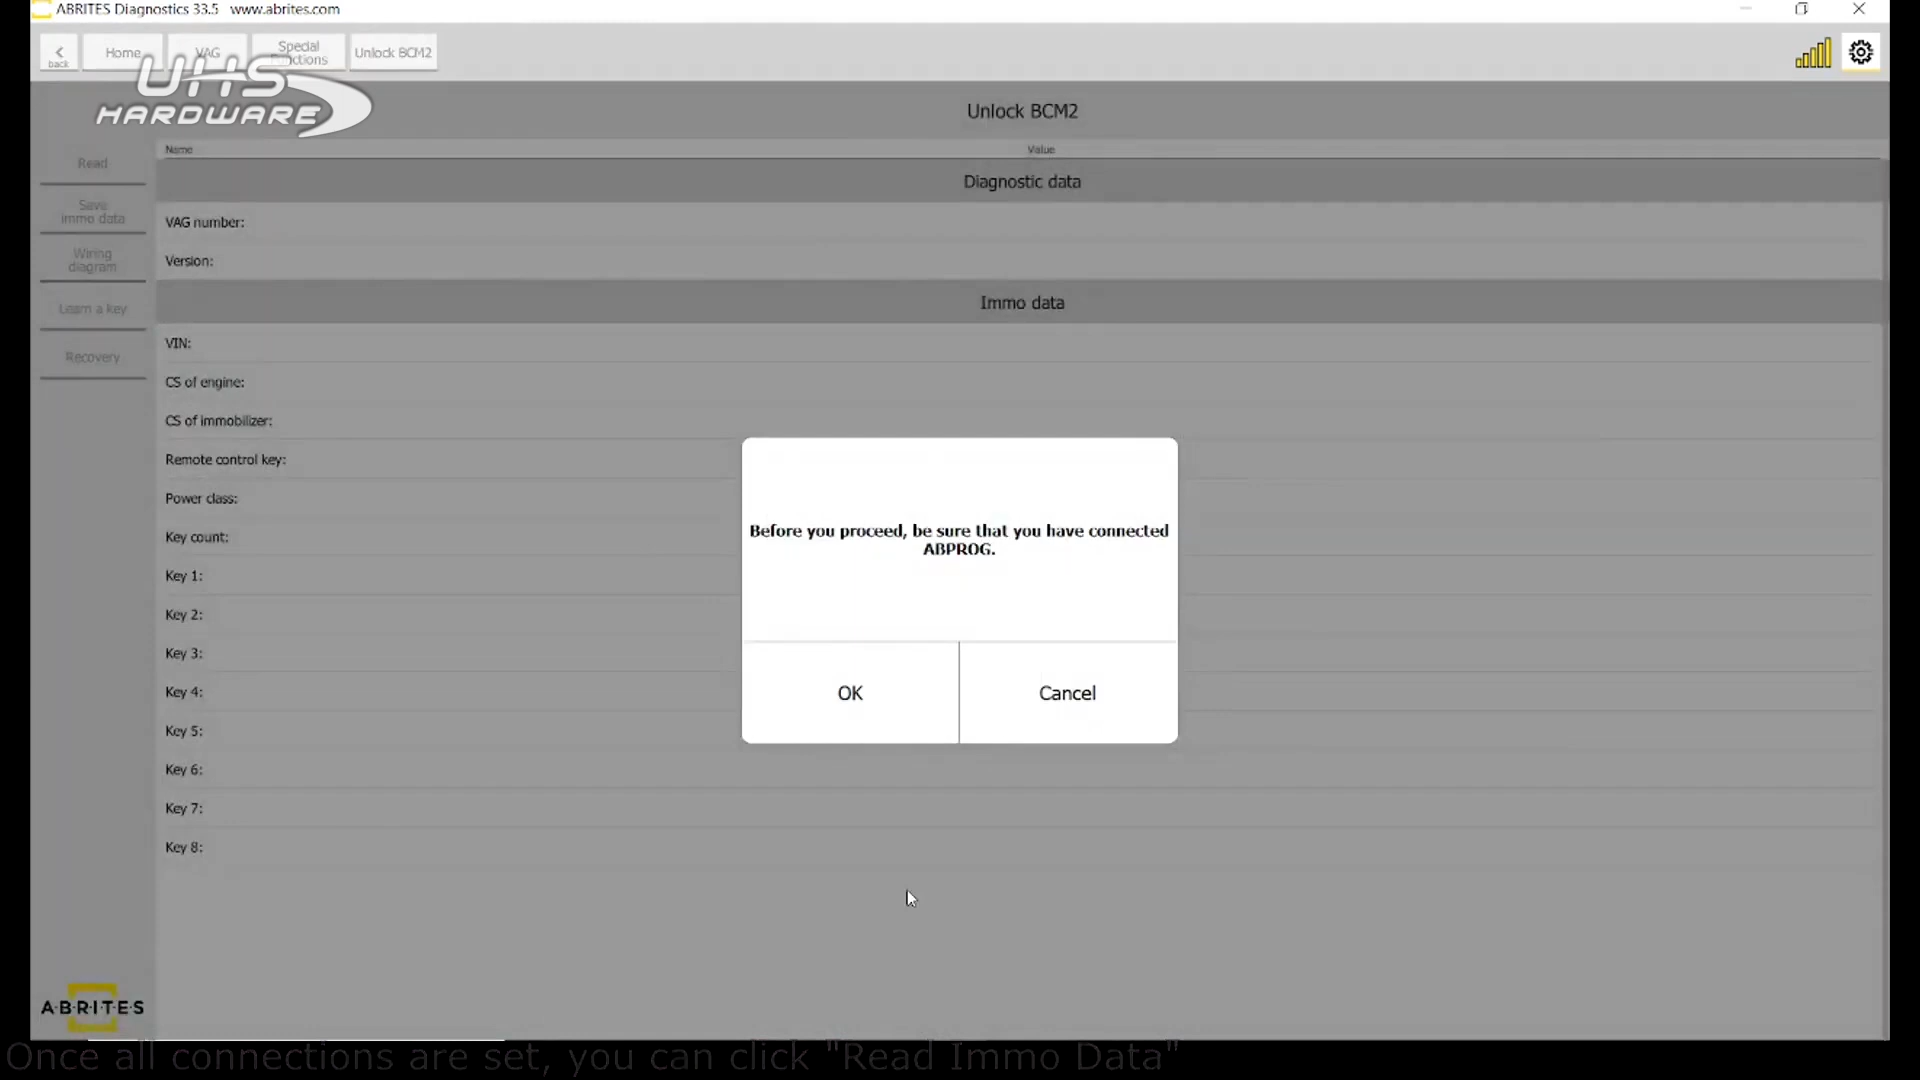 ABRITES Diagnostics 33.5 www.abrites.com
back
Home
VAG
Special
Functions
Unlock BCM2
UHS
HARDWARE
Unlock BCM2
Name
Value
Read
Diagnostic data
Save
immo data
VAG number:
Wiring
diagram
Version:
Learn a key
Immo data
Recovery
VIN:
CS of engine:
CS of immobilizer:
Remote control key:
Power class:
Key count:
Key 1:
Key 2:
Key 3:
Key 4:
Key 5:
Key 6:
Key 7:
Key 8:
Before you proceed, be sure that you have connected
ABPROG.
OK
Cancel
A·B·R·I·T·E·S
Once all connections are set, you can click "Read Immo Data"